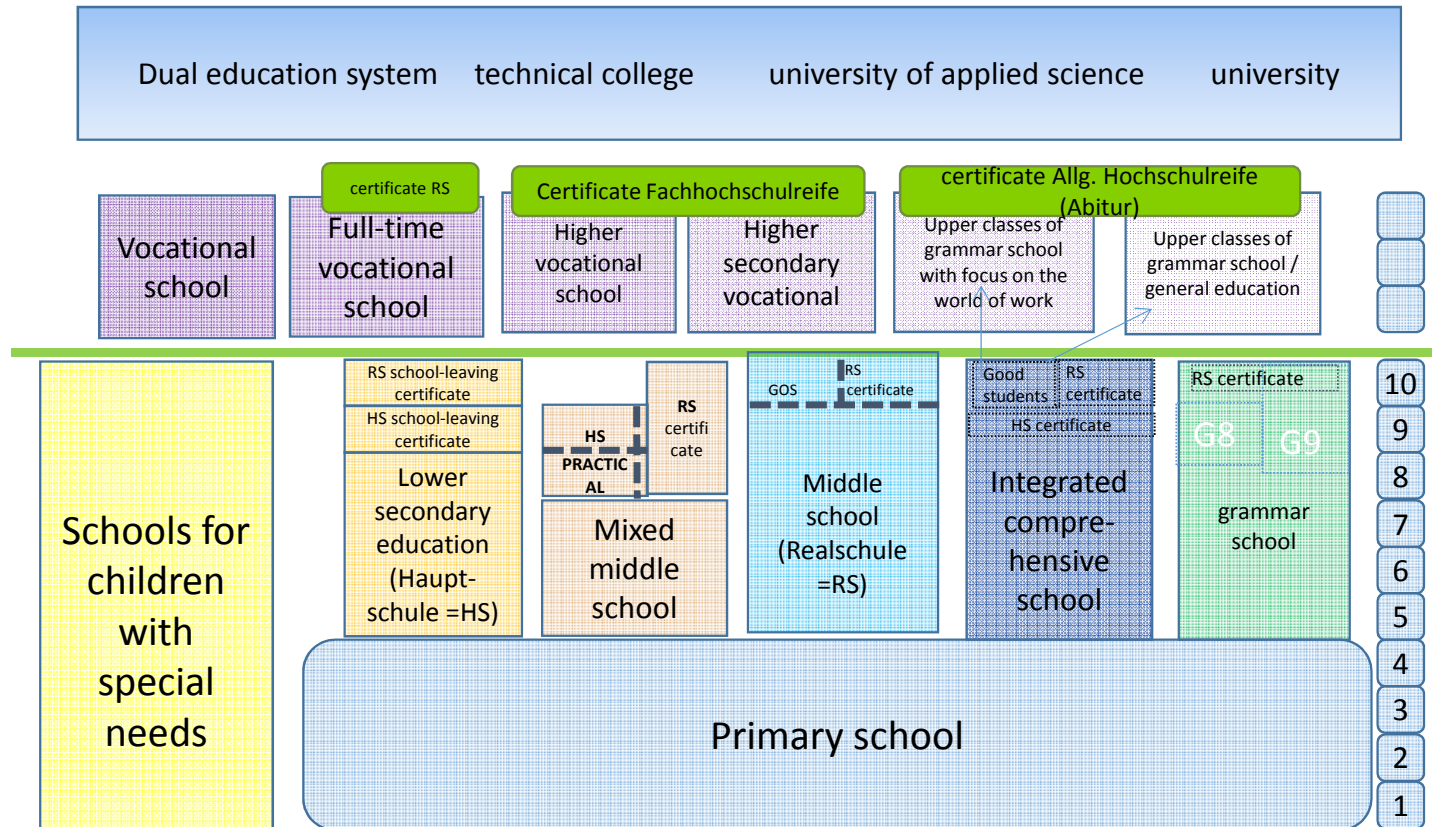 Dual education system technical college university of applied science university
certificate RS
Certificate Fachhochschulreife
certificate Allg. Hochschulreife
(Abitur)
Vocational
school
Full-time
vocational
school
Higher
vocational
school
Higher
secondary
vocational
Upper classes of
grammar school
with focus on the
world of work
Upper classes of
grammar school /
general education
Schools for
children
with
special
needs
RS school-leaving
certificate
HS school-leaving
certificate
Lower
secondary
education
(Haupt-
schule =HS)
HS
PRACTIC
AL
RS
certifi
cate
Mixed
middle
school
GOS
RS
certificate
Middle
school
(Realschule
=RS)
Good
students
RS
certificate
HS certificate
Integrated
compre-
hensive
school
RS certificate
G8
G9
grammar
school
10
9
8
7
6
5
4
3
2
1
Primary school